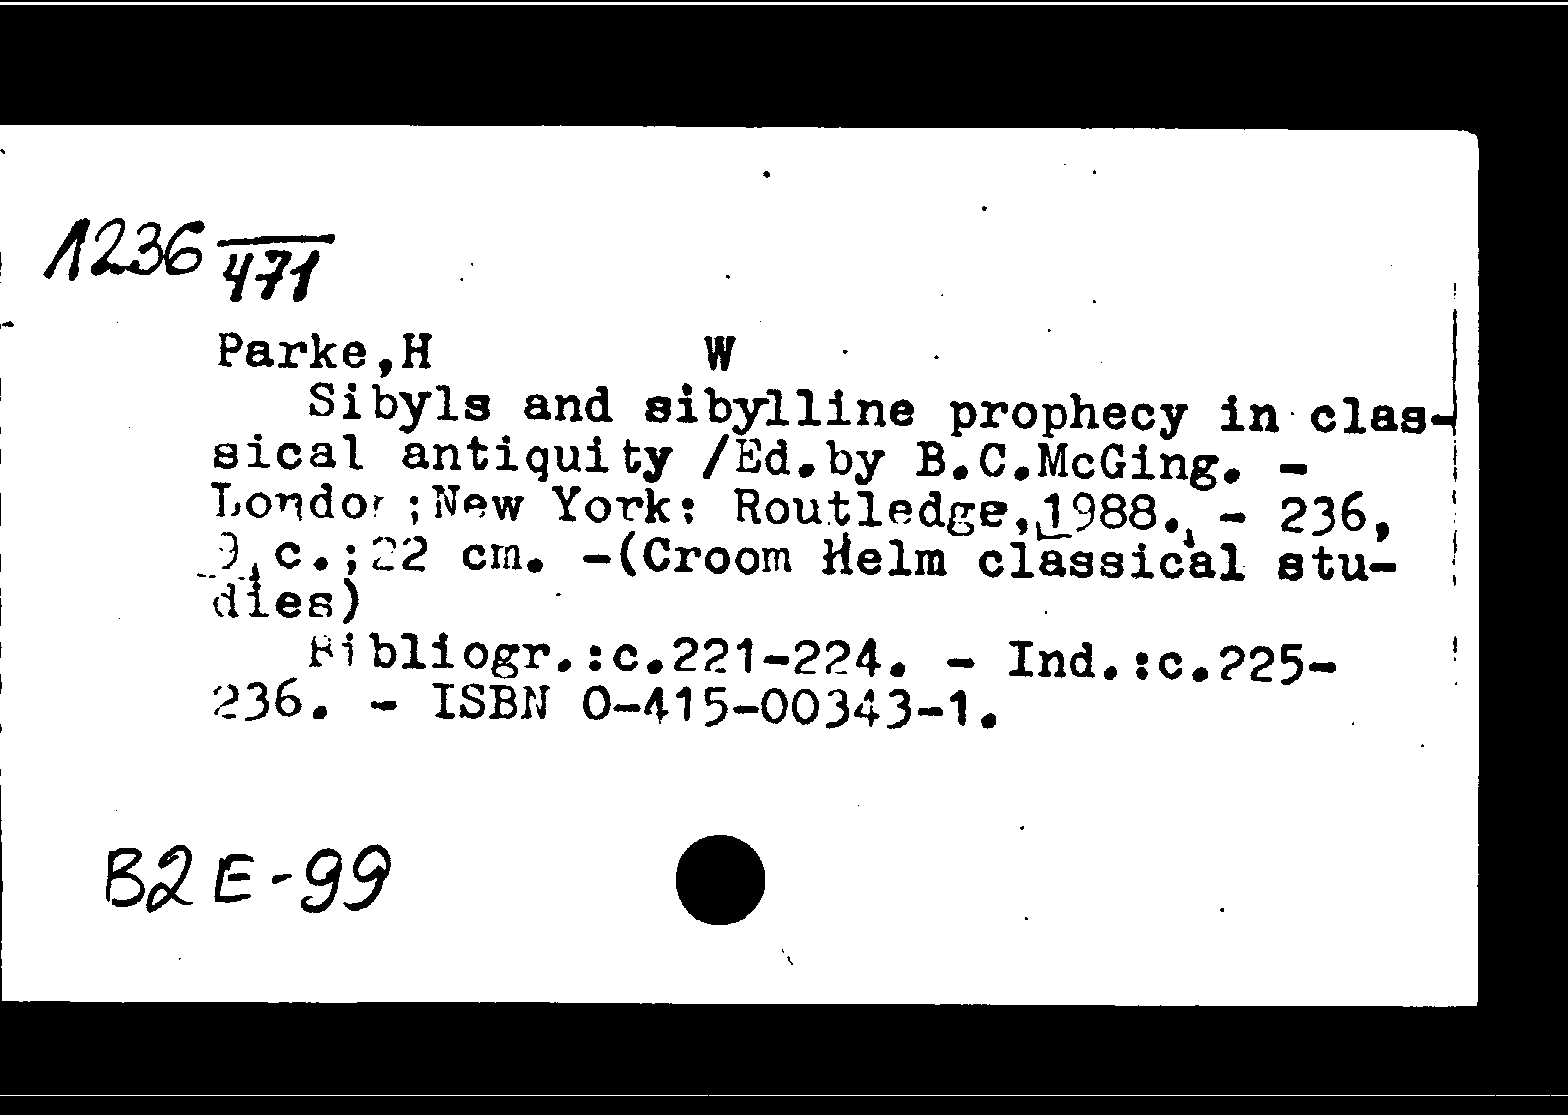 1236 471
Parke,H W
Sibyls and sibylline prophecy in clas-
sical antiquity /Ed.by B.C.McGing. -
London;New York: Routledge,1988. - 236,
9 c.;22 cm. -(Croom Helm classical stu-
dies)
Bibliogr.:c.221-224. - Ind.:c.225-
236. - ISBN 0-415-00343-1.
B2E-99